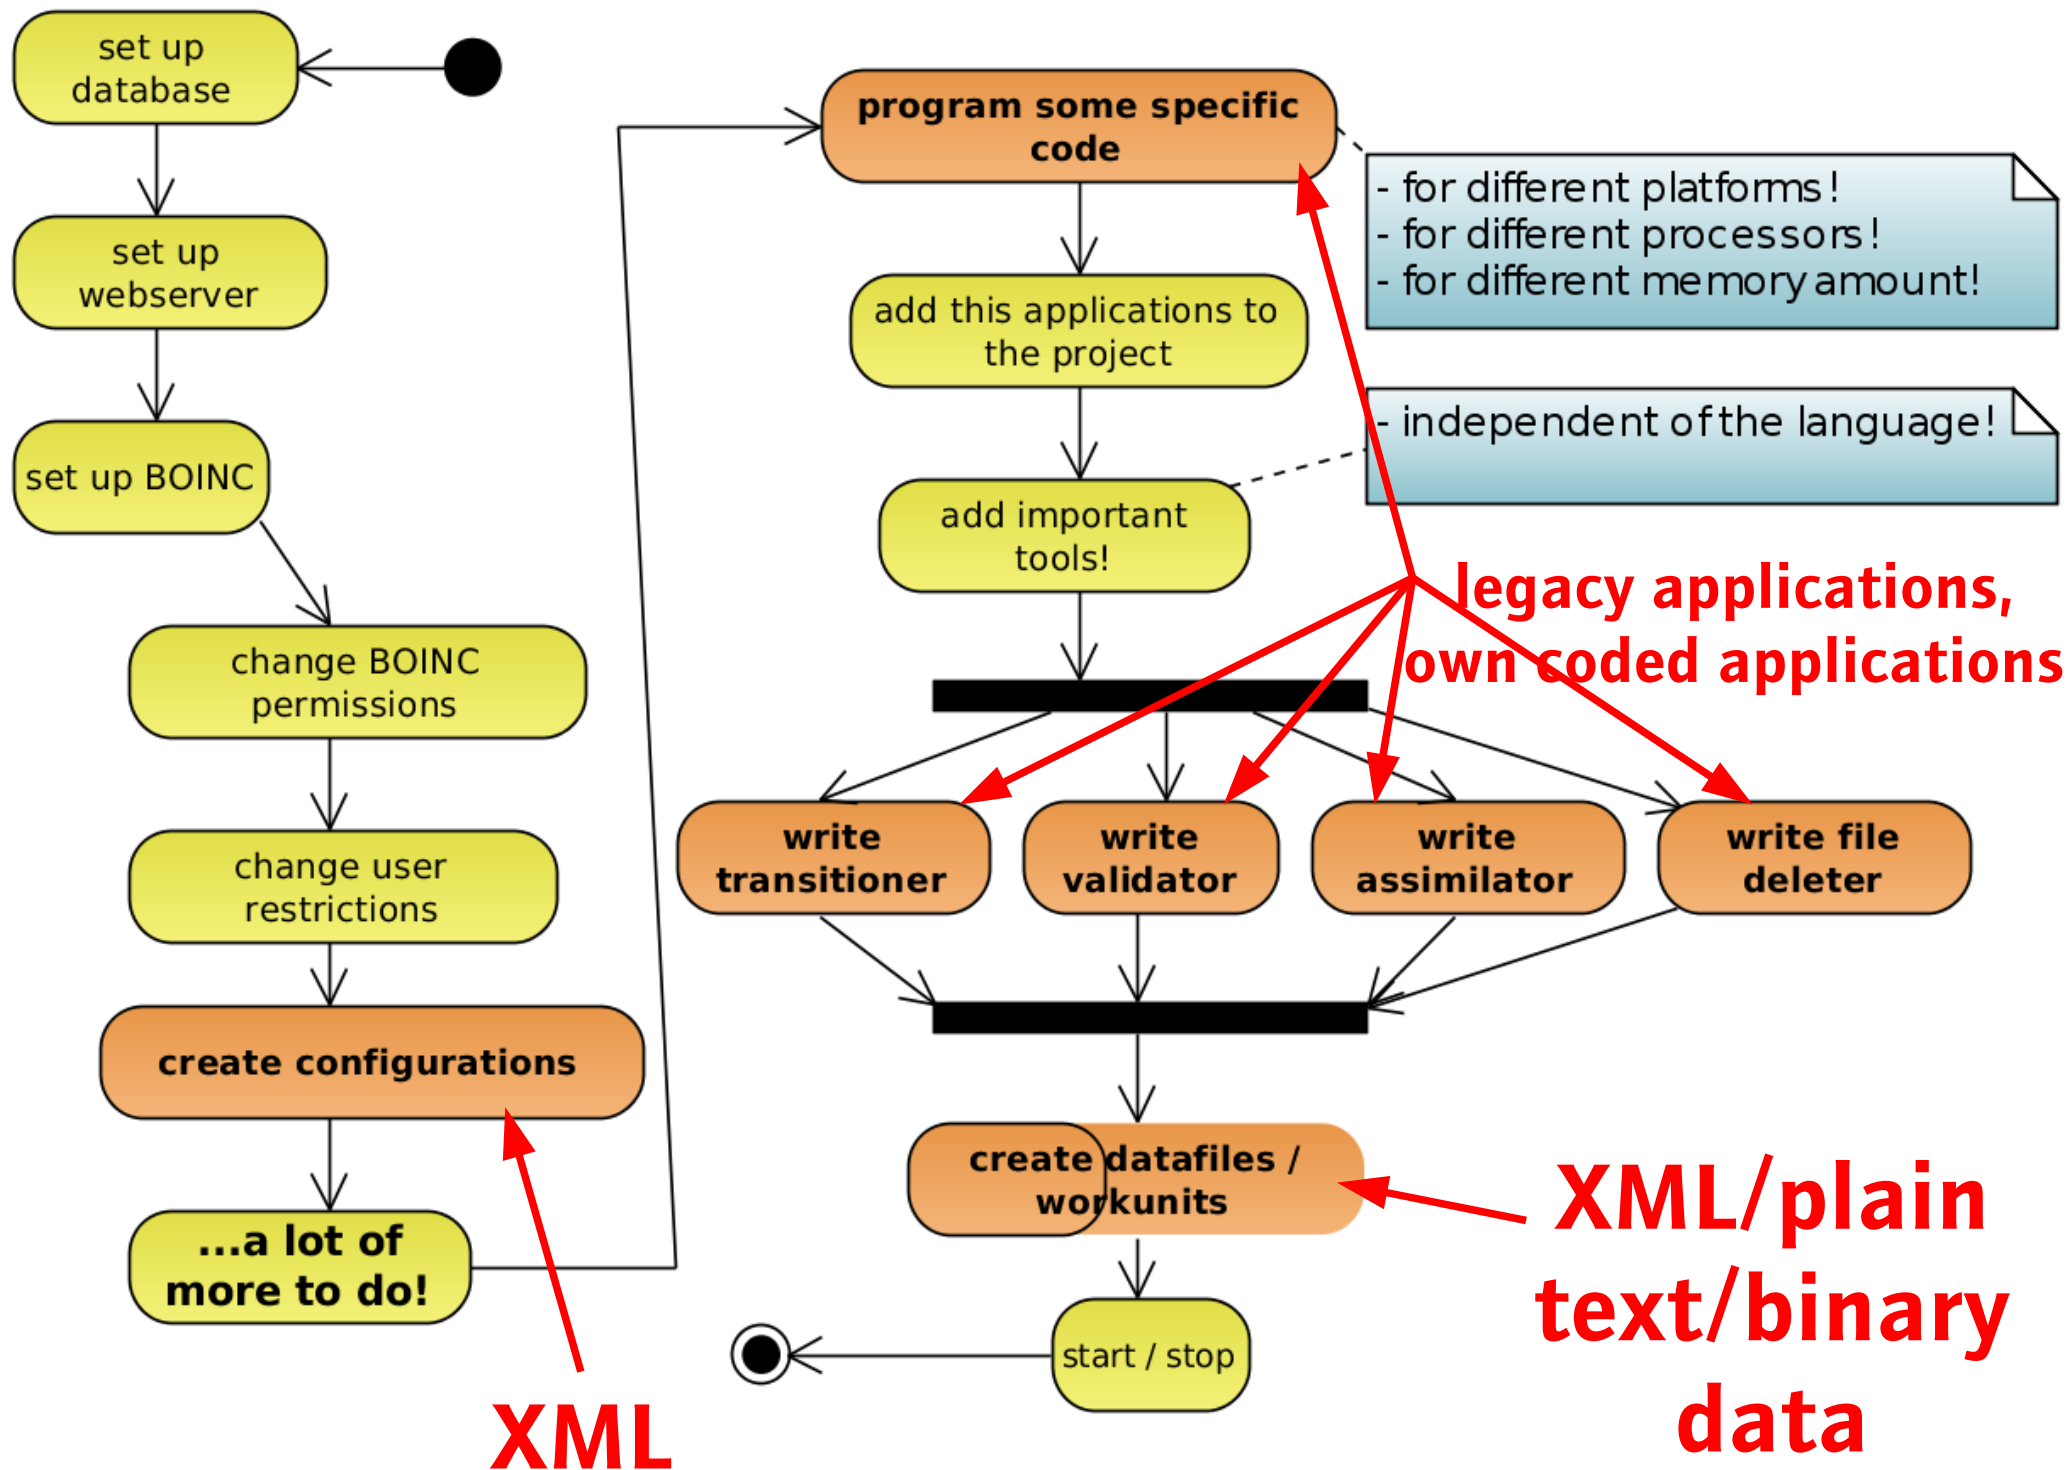 set up
database
set up
webserver
set up BOINC
change BOINC
permissions
change user
restrictions
create configurations
...a lot of
more to do!
XML
program some specific
code
- for different platforms!
- for different processors!
- for different memory amount!
add this applications to
the project
- independent of the language!
add important
tools!
legacy applications,
own coded applications
write
transitioner
write
validator
write
assimilator
write file
deleter
create datafiles /
workunits
XML/plain
text/binary
data
start / stop